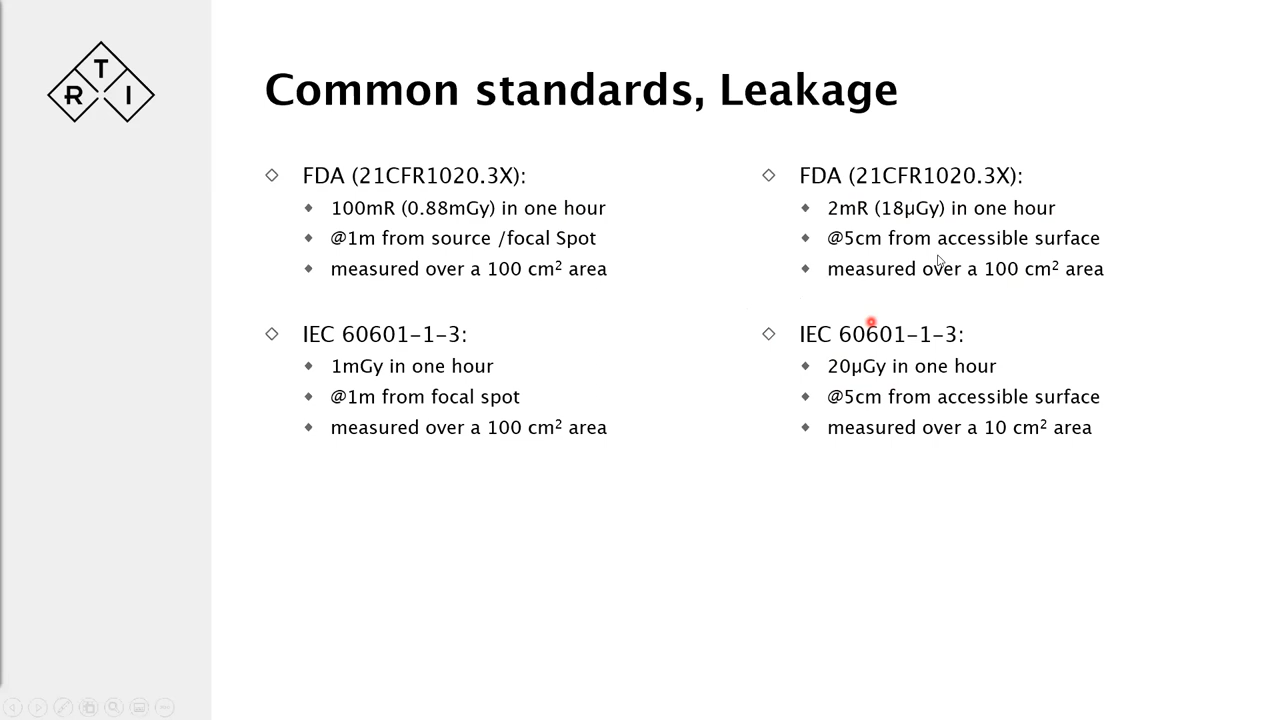 R T I
Common standards, Leakage
FDA (21CFR1020.3X):
100mR (0.88mGy) in one hour
@1m from source /focal Spot
measured over a 100 cm² area
IEC 60601-1-3:
1mGy in one hour
@1m from focal spot
measured over a 100 cm² area
FDA (21CFR1020.3X):
2mR (18µGy) in one hour
@5cm from accessible surface
measured over a 100 cm² area
IEC 60601-1-3:
20µGy in one hour
@5cm from accessible surface
measured over a 10 cm² area